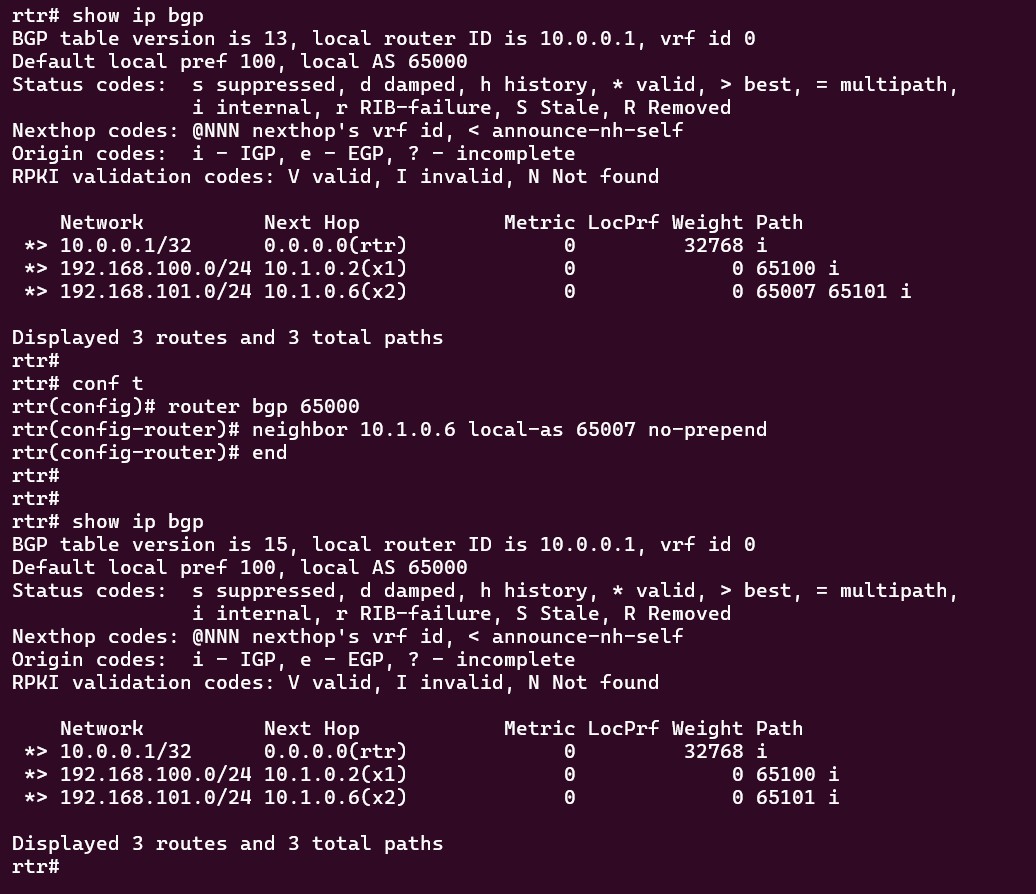 rtr# show ip bgp
BGP table version is 13, local router ID is 10.0.0.1, vrf id 0
Default local pref 100, local AS 65000
Status codes:  s suppressed, d damped, h history, * valid, > best, = multipath,
               i internal, r RIB-failure, S Stale, R Removed
Nexthop codes: @NNN nexthop's vrf id, < announce-nh-self
Origin codes:  i - IGP, e - EGP, ? - incomplete
RPKI validation codes: V valid, I invalid, N Not found

    Network          Next Hop            Metric LocPrf Weight Path
 *> 10.0.0.1/32      0.0.0.0(rtr)             0         32768 i
 *> 192.168.100.0/24 10.1.0.2(x1)             0             0 65100 i
 *> 192.168.101.0/24 10.1.0.6(x2)             0             0 65007 65101 i

Displayed 3 routes and 3 total paths
rtr#
rtr# conf t
rtr(config)# router bgp 65000
rtr(config-router)# neighbor 10.1.0.6 local-as 65007 no-prepend
rtr(config-router)# end
rtr#
rtr#
rtr# show ip bgp
BGP table version is 15, local router ID is 10.0.0.1, vrf id 0
Default local pref 100, local AS 65000
Status codes:  s suppressed, d damped, h history, * valid, > best, = multipath,
               i internal, r RIB-failure, S Stale, R Removed
Nexthop codes: @NNN nexthop's vrf id, < announce-nh-self
Origin codes:  i - IGP, e - EGP, ? - incomplete
RPKI validation codes: V valid, I invalid, N Not found

    Network          Next Hop            Metric LocPrf Weight Path
 *> 10.0.0.1/32      0.0.0.0(rtr)             0         32768 i
 *> 192.168.100.0/24 10.1.0.2(x1)             0             0 65100 i
 *> 192.168.101.0/24 10.1.0.6(x2)             0             0 65101 i

Displayed 3 routes and 3 total paths
rtr#